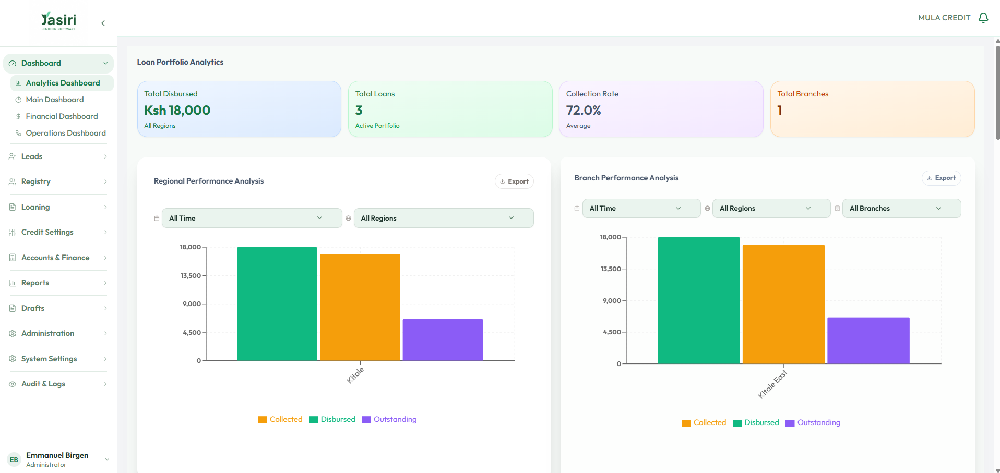 Jasiri
LENDING SOFTWARE
MULA CREDIT
Dashboard
Analytics Dashboard
Main Dashboard
Financial Dashboard
Operations Dashboard
Leads
Registry
Loaning
Credit Settings
Accounts & Finance
Reports
Drafts
Administration
System Settings
Audit & Logs
EB
Emmanuel Birgen
Administrator
Loan Portfolio Analytics
Total Disbursed
Ksh 18,000
All Regions
Total Loans
3
Active Portfolio
Collection Rate
72.0%
Average
Total Branches
1
Regional Performance Analysis
Export
All Time
All Regions
18,000
13,500
9,000
4,500
0
Kitale
Collected Disbursed Outstanding
Branch Performance Analysis
Export
All Time
All Regions
All Branches
18,000
13,500
9,000
4,500
0
Kitale East
Collected Disbursed Outstanding